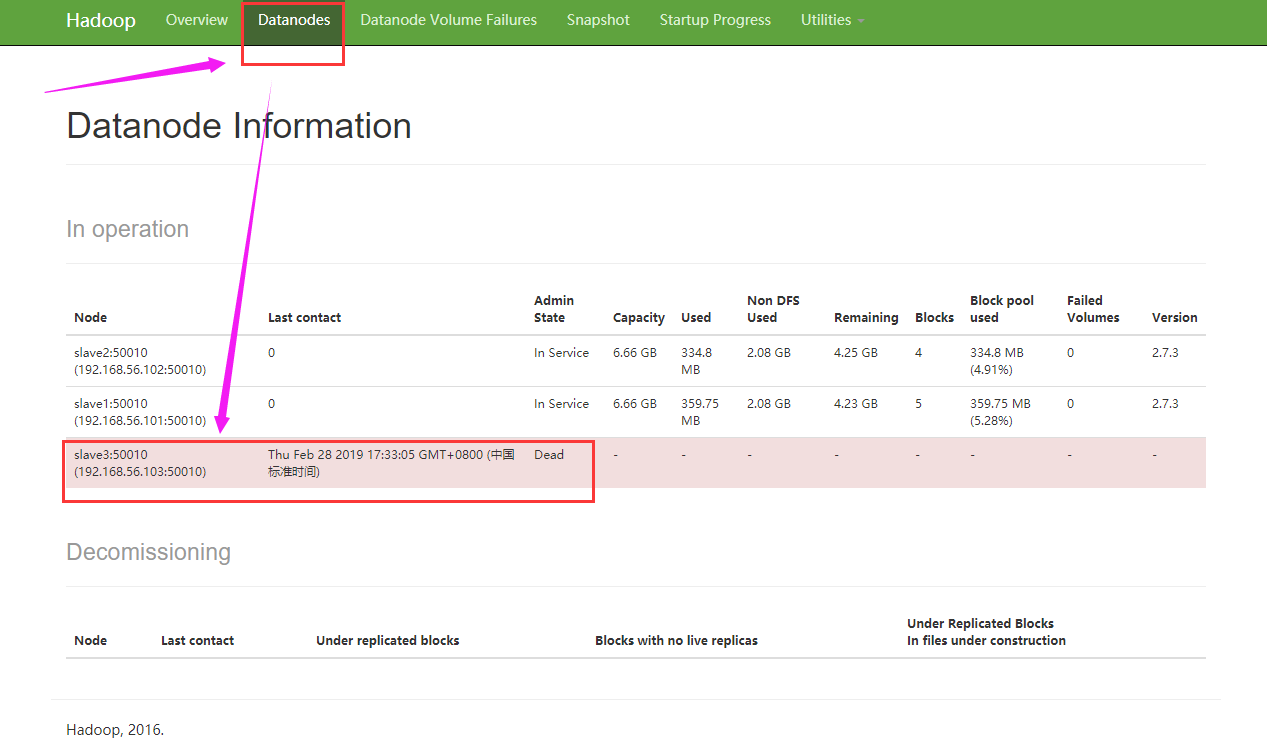 Hadoop Overview Datanodes Datanode Volume Failures Snapshot Startup Progress Utilities
Datanode Information
In operation
Node Last contact Admin State Capacity Used Non DFS Used Remaining Blocks Block pool used Failed Volumes Version
slave2:50010 (192.168.56.102:50010) 0 In Service 6.66 GB 334.8 MB 2.08 GB 4.25 GB 4 334.8 MB (4.91%) 0 2.7.3
slave1:50010 (192.168.56.101:50010) 0 In Service 6.66 GB 359.75 MB 2.08 GB 4.23 GB 5 359.75 MB (5.28%) 0 2.7.3
slave3:50010 (192.168.56.103:50010) Thu Feb 28 2019 17:33:05 GMT+0800 (中国标准时间) Dead - - - - - - - -
Decomissioning
Node Last contact Under replicated blocks Blocks with no live replicas Under Replicated Blocks In files under construction
Hadoop, 2016.